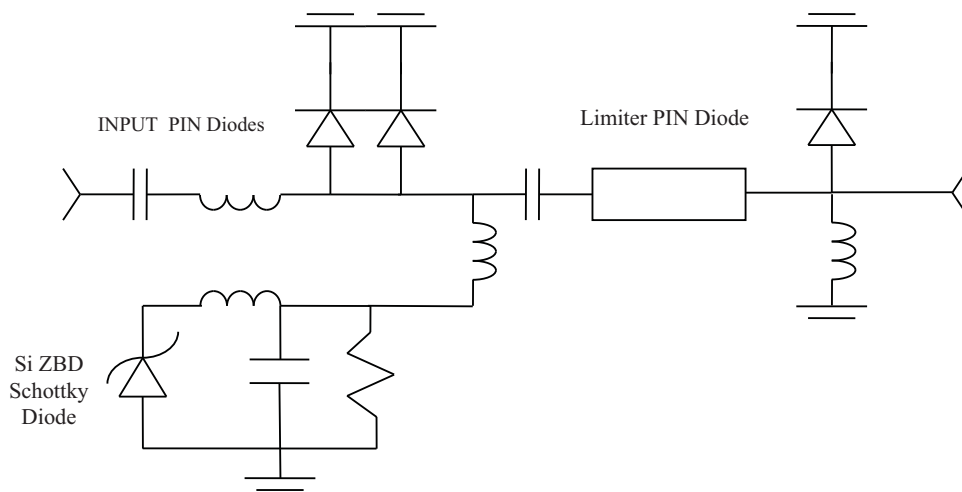 INPUT PIN Diodes
Limiter PIN Diode
Si ZBD
Schottky
Diode